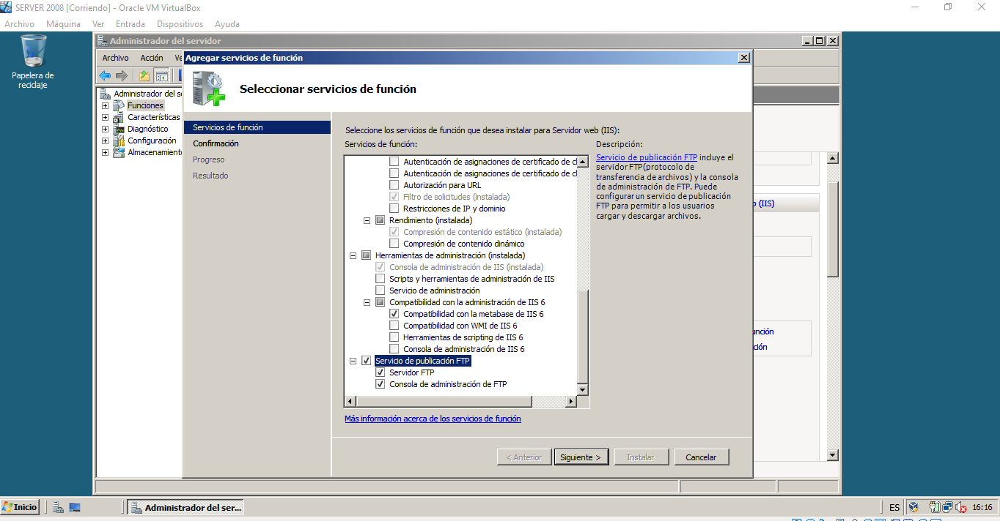 SERVER 2008 [Corriendo] - Oracle VM VirtualBox
Archivo Máquina Ver Entrada Dispositivos Ayuda
Papelera de
reciclaje
Administrador del servidor
Archivo Acción
Administrador del
Funciones
Características
Diagnóstico
Configuración
Almacenamient
(IIS)
unción
ción
Agregar servicios de función
Seleccionar servicios de función
Servicios de función
Confirmación
Progreso
Resultado
Seleccione los servicios de función que desea instalar para Servidor web (IIS):
Servicios de función:
Autenticación de asignaciones de certificado de cl
Autenticación de asignaciones de certificado de cl
Autorización para URL
Filtro de solicitudes (instalada)
Restricciones de IP y dominio
Rendimiento (instalada)
Compresión de contenido estático (instalada)
Compresión de contenido dinámico
Herramientas de administración (instalada)
Consola de administración de IIS (instalada)
Scripts y herramientas de administración de IIS
Servicio de administración
Compatibilidad con la administración de IIS 6
Compatibilidad con la metabase de IIS 6
Compatibilidad con WMI de IIS 6
Herramientas de scripting de IIS 6
Consola de administración de IIS 6
Servicio de publicación FTP
Servidor FTP
Consola de administración de FTP
Descripción:
Servicio de publicación FTP incluye el
servidor FTP(protocolo de
transferencia de archivos) y la consola
de administración de FTP. Puede
configurar un servicio de publicación
FTP para permitir a los usuarios
cargar y descargar archivos.
Más información acerca de los servicios de función
< Anterior Siguiente > Instalar Cancelar
Inicio Administrador del ser... ES 16:16